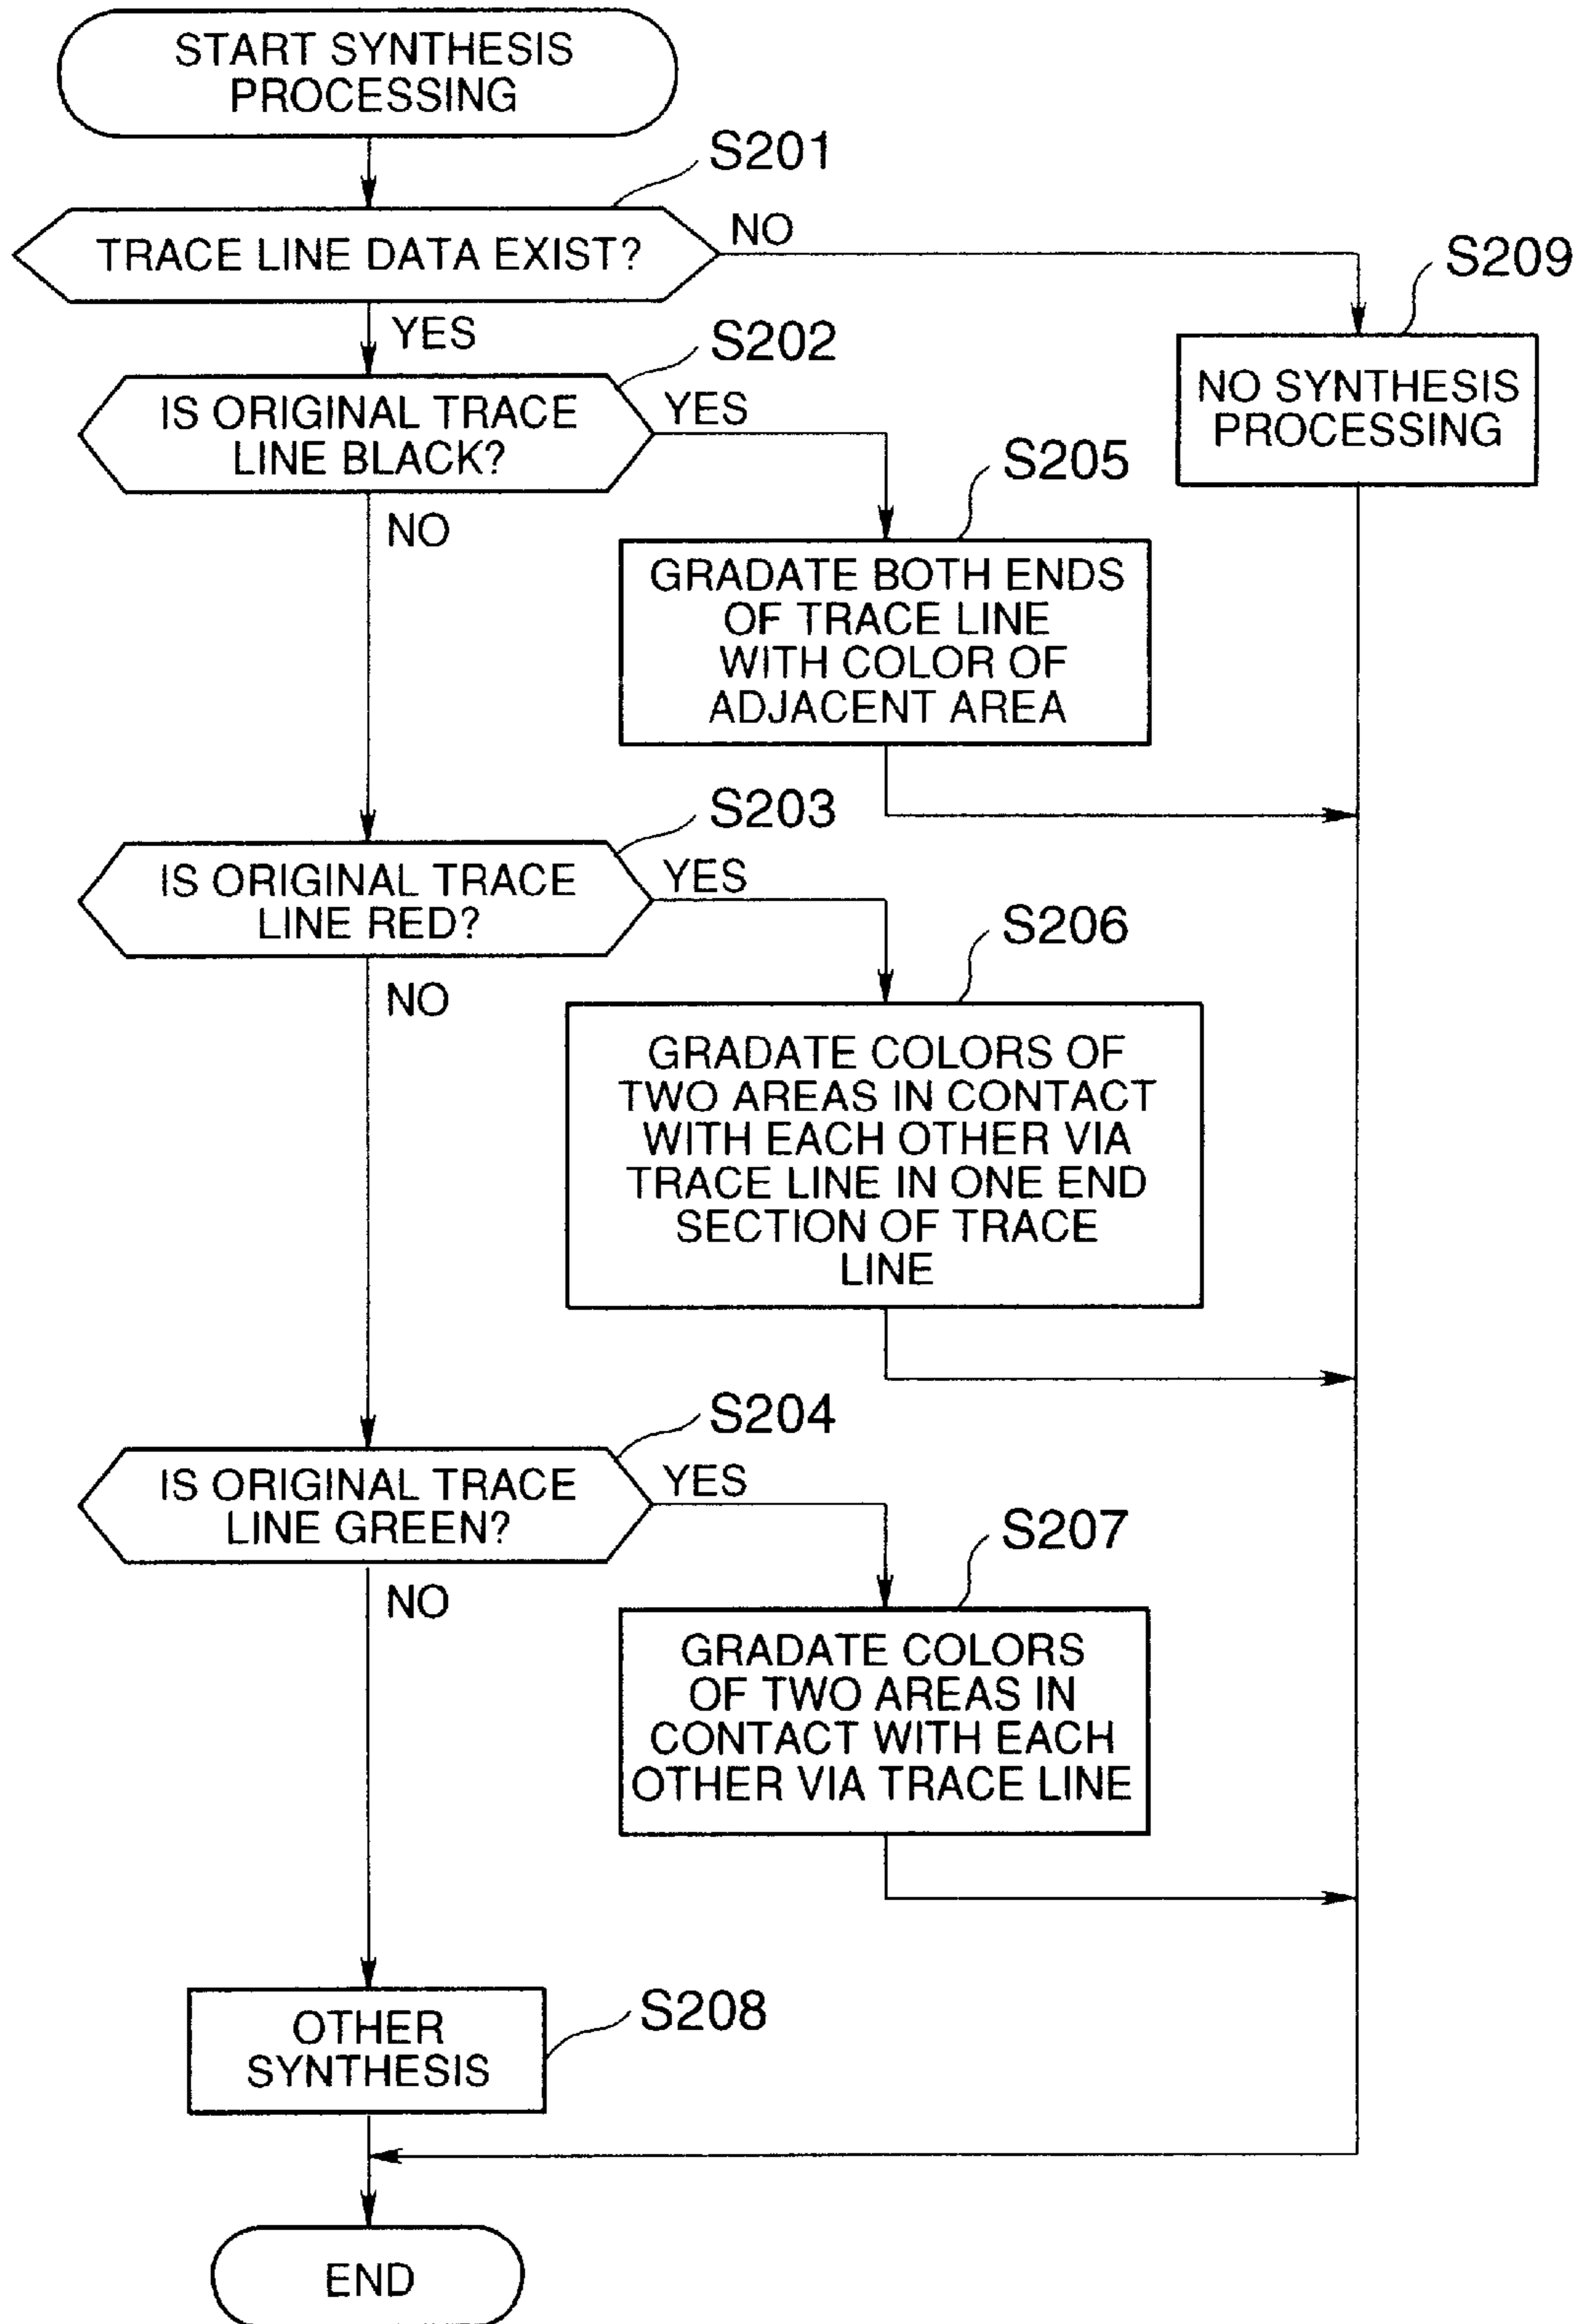 START SYNTHESIS
PROCESSING
S201
TRACE LINE DATA EXIST?
NO
S209
NO SYNTHESIS
PROCESSING
YES
S202
IS ORIGINAL TRACE
LINE BLACK?
YES
S205
GRADATE BOTH ENDS
OF TRACE LINE
WITH COLOR OF
ADJACENT AREA
NO
S203
IS ORIGINAL TRACE
LINE RED?
YES
S206
GRADATE COLORS OF
TWO AREAS IN CONTACT
WITH EACH OTHER VIA
TRACE LINE IN ONE END
SECTION OF TRACE
LINE
NO
S204
IS ORIGINAL TRACE
LINE GREEN?
YES
S207
GRADATE COLORS
OF TWO AREAS IN
CONTACT WITH EACH
OTHER VIA TRACE LINE
NO
S208
OTHER
SYNTHESIS
END